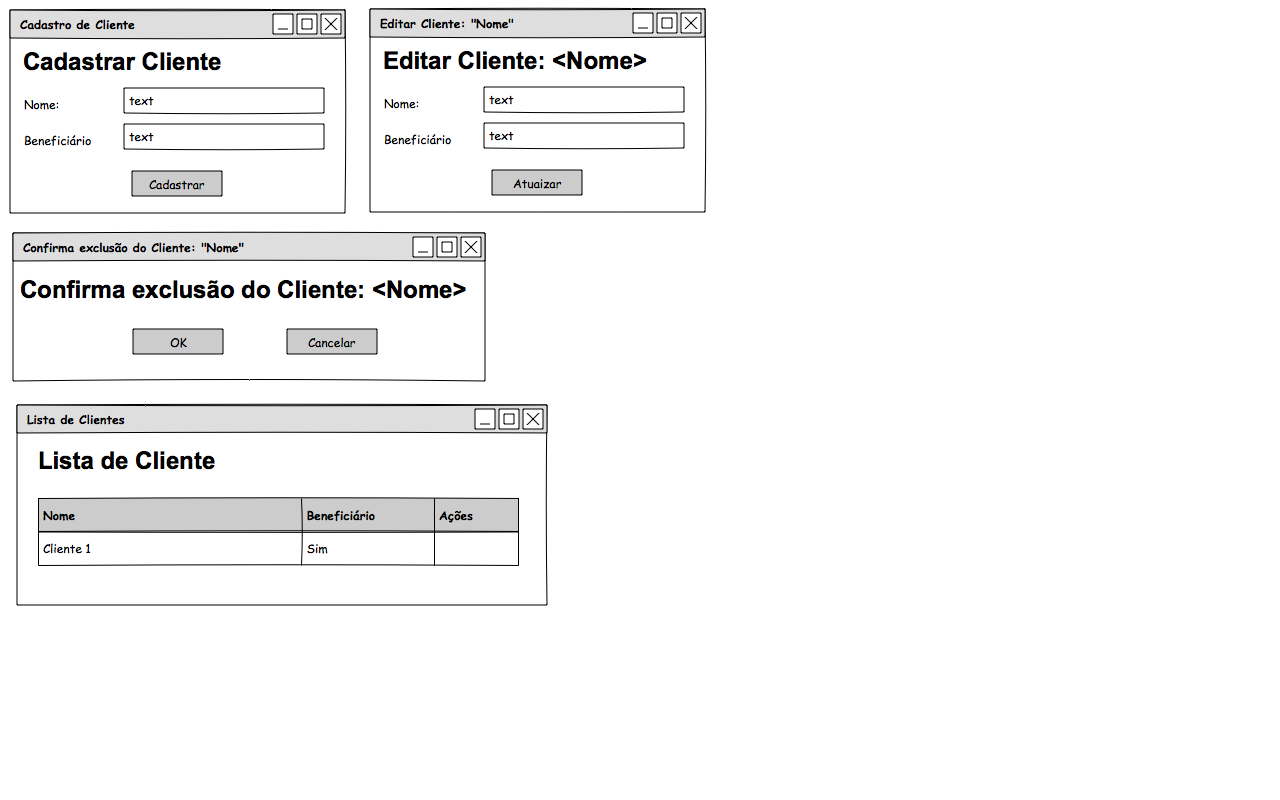 Cadastro de Cliente
Cadastrar Cliente
Nome: text
Beneficiário text
Cadastrar
Editar Cliente: "Nome"
Editar Cliente: <Nome>
Nome: text
Beneficiário text
Atuaizar
Confirma exclusão do Cliente: "Nome"
Confirma exclusão do Cliente: <Nome>
OK Cancelar
Lista de Clientes
Lista de Cliente
Nome Beneficiário Ações
Cliente 1 Sim